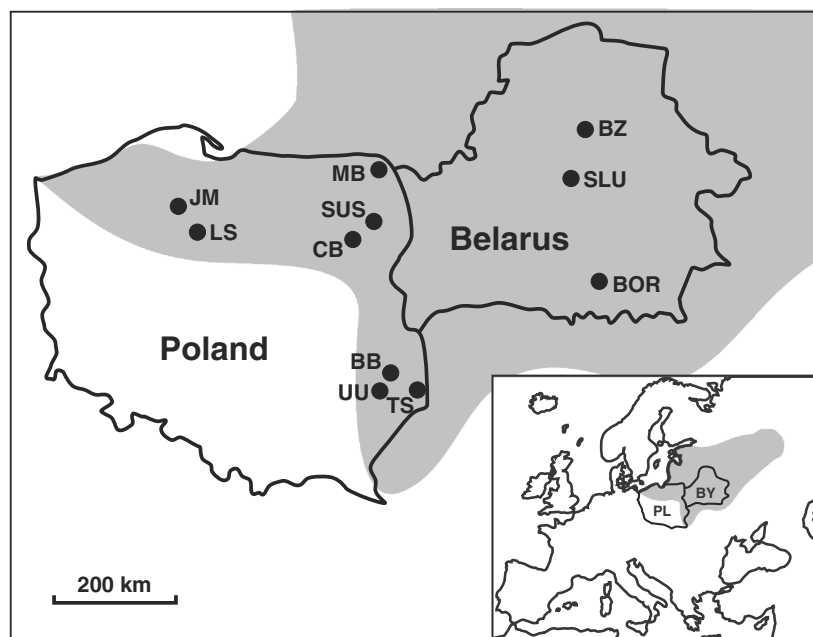 BZ
MB
SLU
JM
SUS
LS
CB
Belarus
BOR
Poland
BB
UU
TS
BY
PL
200 km